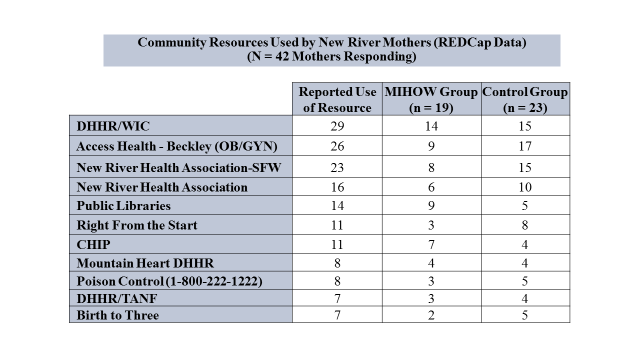 Community Resources Used by New River Mothers (REDCap Data)
(N = 42 Mothers Responding)
Reported Use of Resource MIHOW Group (n = 19) Control Group (n = 23)
DHHR/WIC 29 14 15
Access Health - Beckley (OB/GYN) 26 9 17
New River Health Association-SFW 23 8 15
New River Health Association 16 6 10
Public Libraries 14 9 5
Right From the Start 11 3 8
CHIP 11 7 4
Mountain Heart DHHR 8 4 4
Poison Control (1-800-222-1222) 8 3 5
DHHR/TANF 7 3 4
Birth to Three 7 2 5